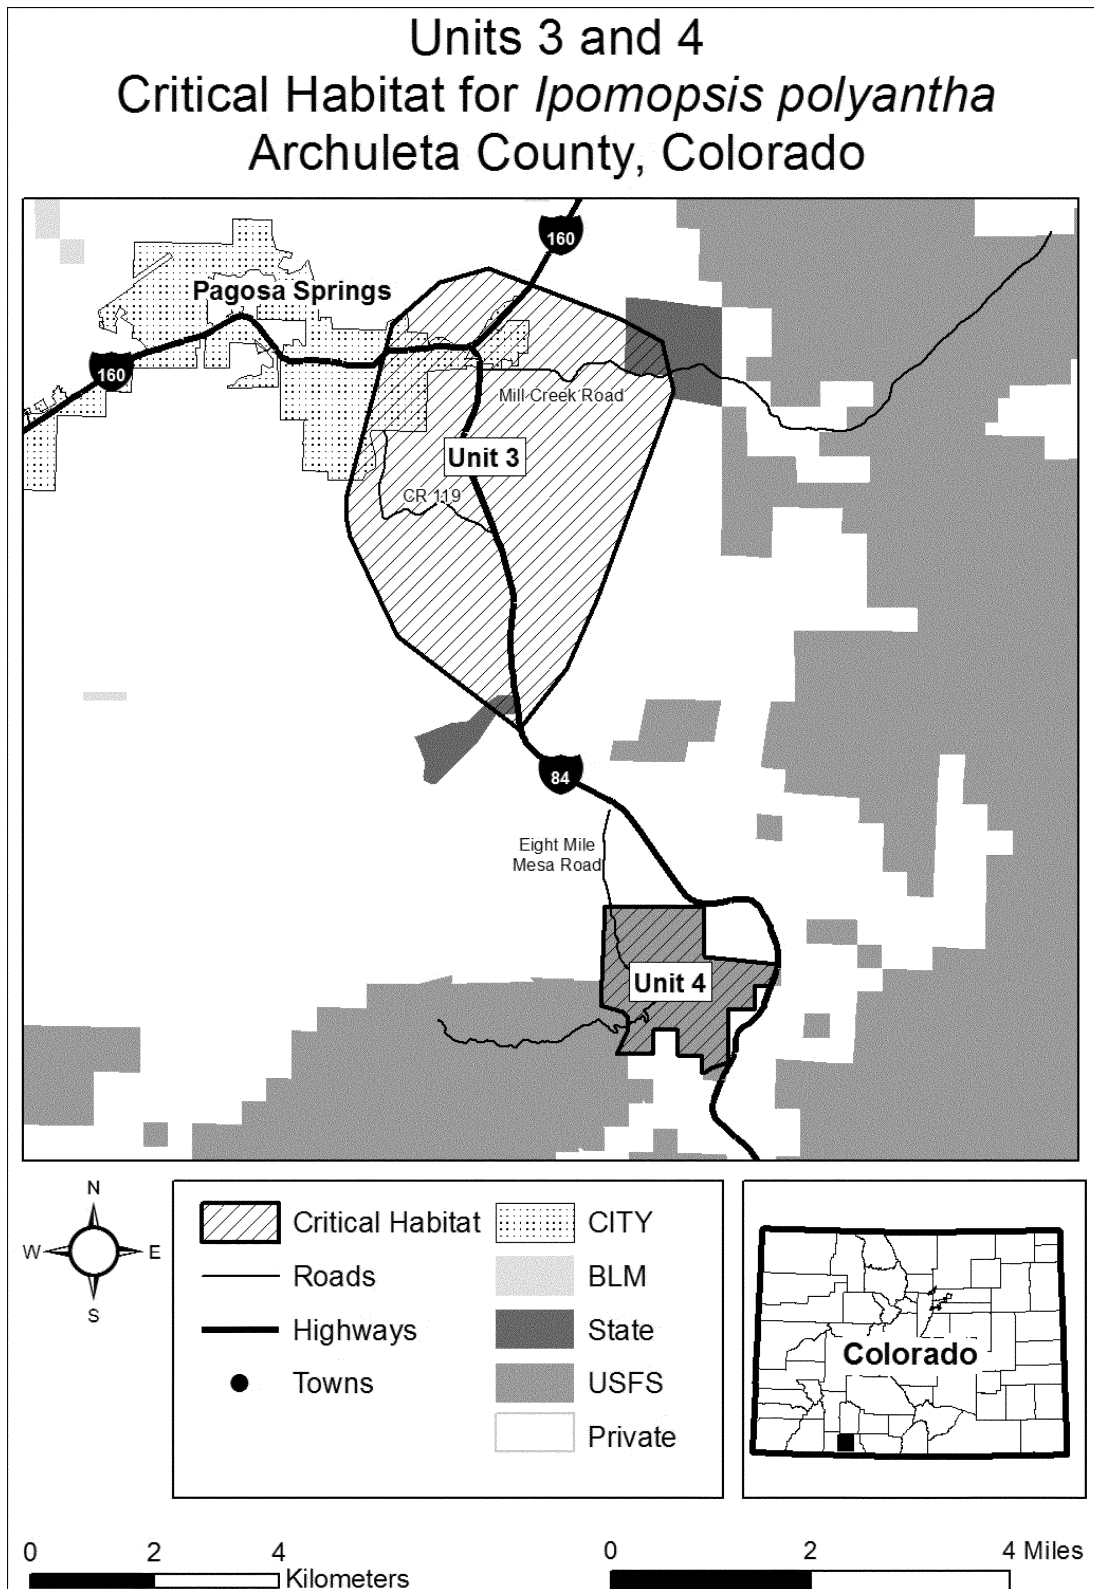 Units 3 and 4
Critical Habitat for Ipomopsis polyantha
Archuleta County, Colorado
160
Pagosa Springs
160
Mill Creek Road
Unit 3
CR 119
84
Eight Mile
Mesa Road
Unit 4
N
W E
S
Critical Habitat
Roads
Highways
Towns
CITY
BLM
State
USFS
Private
Colorado
0 2 4
Kilometers
0 2 4 Miles